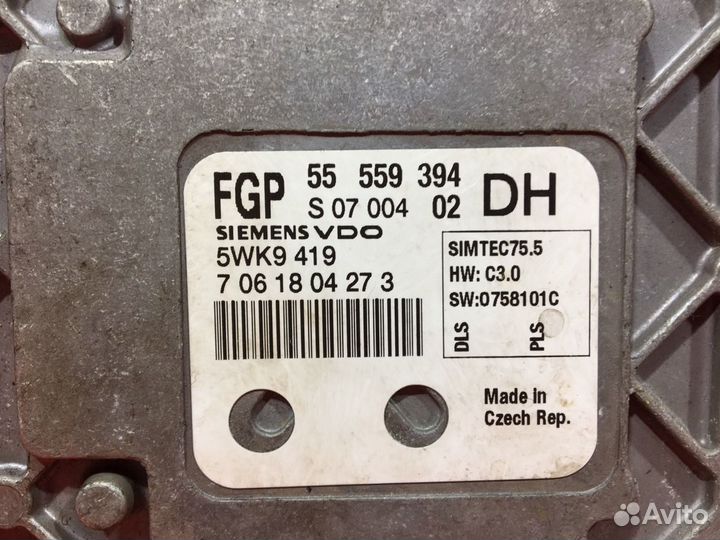 FGP 55 559 394 DH
S 07 004 02
SIEMENS VDO
5WK9 419
7 06 18 04 27 3
SIMTEC75.5
HW: C3.0
SW:0758101C
DLS PLS
Made in
Czech Rep.
Avito